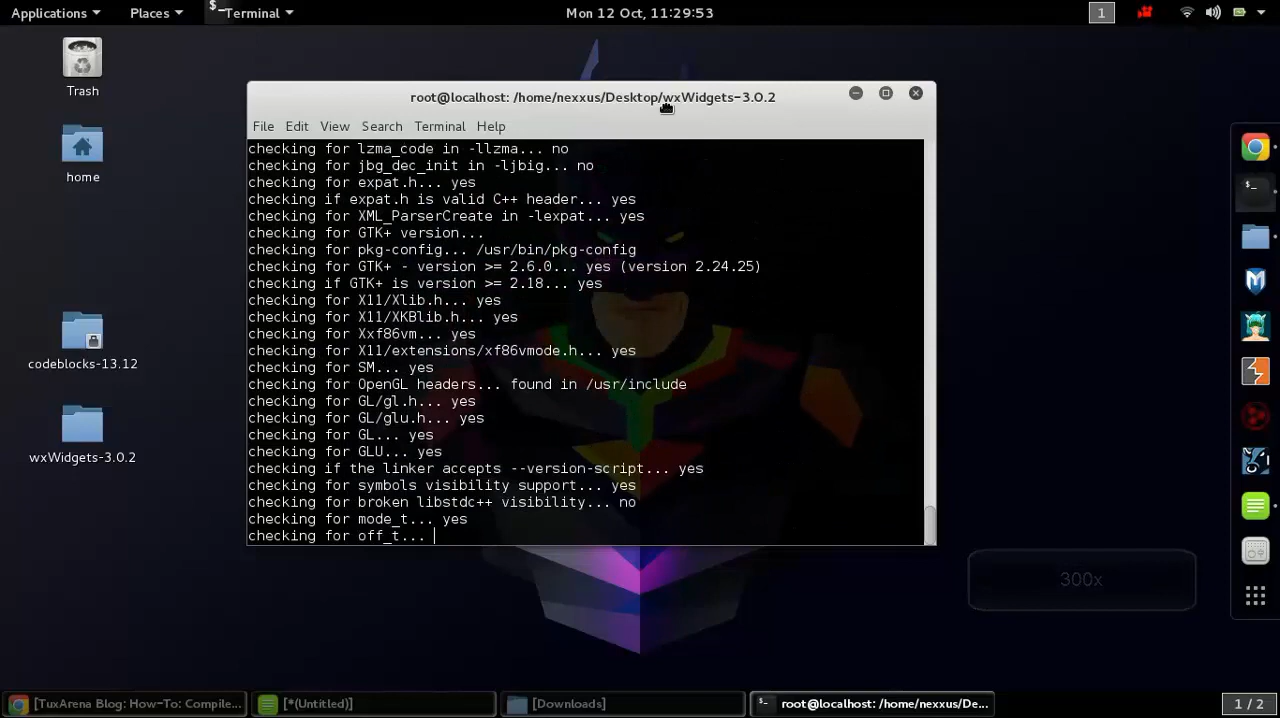 Applications
Places
Terminal
Mon 12 Oct, 11:29:53
1
Trash
home
codeblocks-13.12
wxWidgets-3.0.2
root@localhost: /home/nexxus/Desktop/wxWidgets-3.0.2
File Edit View Search Terminal Help
checking for lzma_code in -llzma... no
checking for jbg_dec_init in -ljbig... no
checking for expat.h... yes
checking if expat.h is valid C++ header... yes
checking for XML_ParserCreate in -lexpat... yes
checking for GTK+ version...
checking for pkg-config... /usr/bin/pkg-config
checking for GTK+ - version >= 2.6.0... yes (version 2.24.25)
checking if GTK+ is version >= 2.18... yes
checking for X11/Xlib.h... yes
checking for X11/XKBlib.h... yes
checking for Xxf86vm... yes
checking for X11/extensions/xf86vmode.h... yes
checking for SM... yes
checking for OpenGL headers... found in /usr/include
checking for GL/gl.h... yes
checking for GL/glu.h... yes
checking for GL... yes
checking for GLU... yes
checking if the linker accepts --version-script... yes
checking for symbols visibility support... yes
checking for broken libstdc++ visibility... no
checking for mode_t... yes
checking for off_t...
300x
[TuxArena Blog: How-To: Compile...
[*(Untitled)]
[Downloads]
root@localhost: /home/nexxus/De...
1 / 2